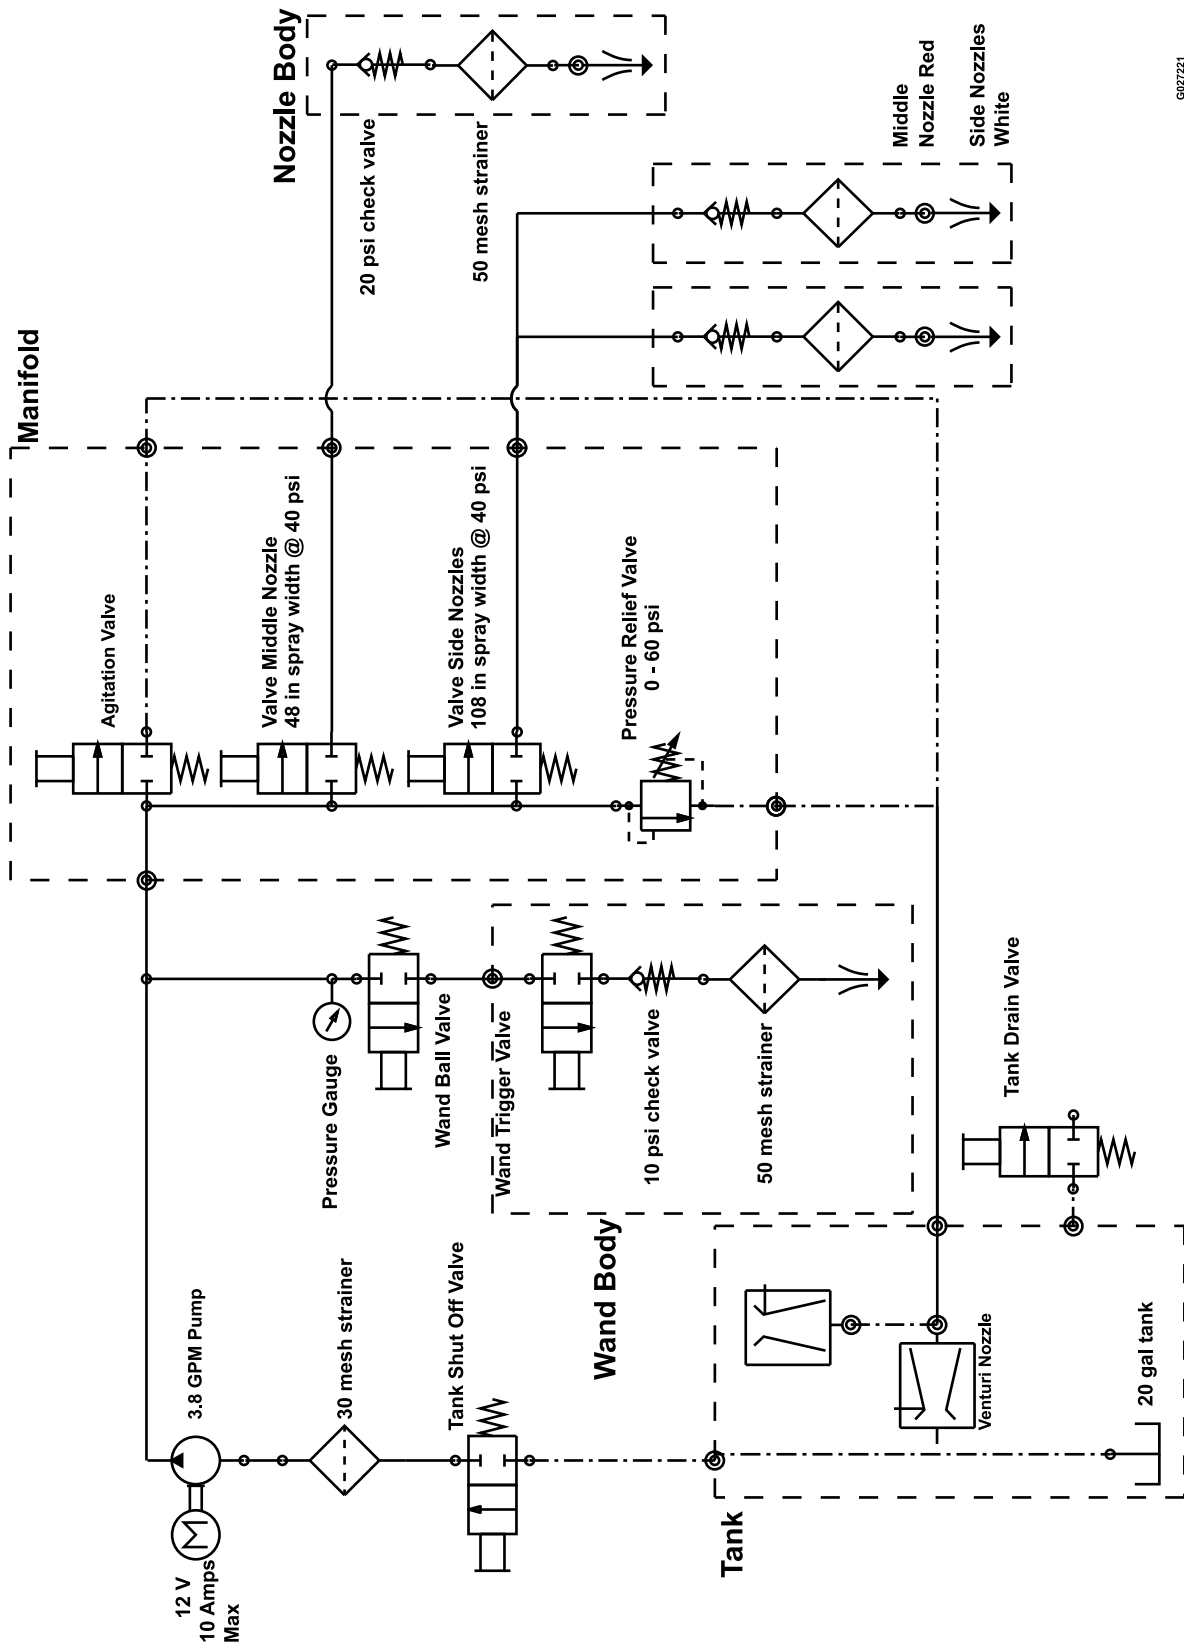 Nozzle Body
20 psi check valve
50 mesh strainer
Middle
Nozzle Red
Side Nozzles
White
G027221
Manifold
Agitation Valve
Valve Middle Nozzle
48 in spray width @ 40 psi
Valve Side Nozzles
108 in spray width @ 40 psi
Pressure Relief Valve
0 - 60 psi
Pressure Gauge
Wand Ball Valve
Wand Trigger Valve
10 psi check valve
50 mesh strainer
Tank Drain Valve
Wand Body
3.8 GPM Pump
30 mesh strainer
Tank Shut Off Valve
Venturi Nozzle
20 gal tank
Tank
12 V
10 Amps
Max
M